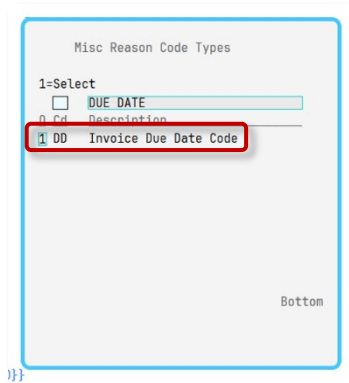 Misc Reason Code Types
1=Select
DUE DATE
O Cd Description
1 DD Invoice Due Date Code
Bottom
)}}